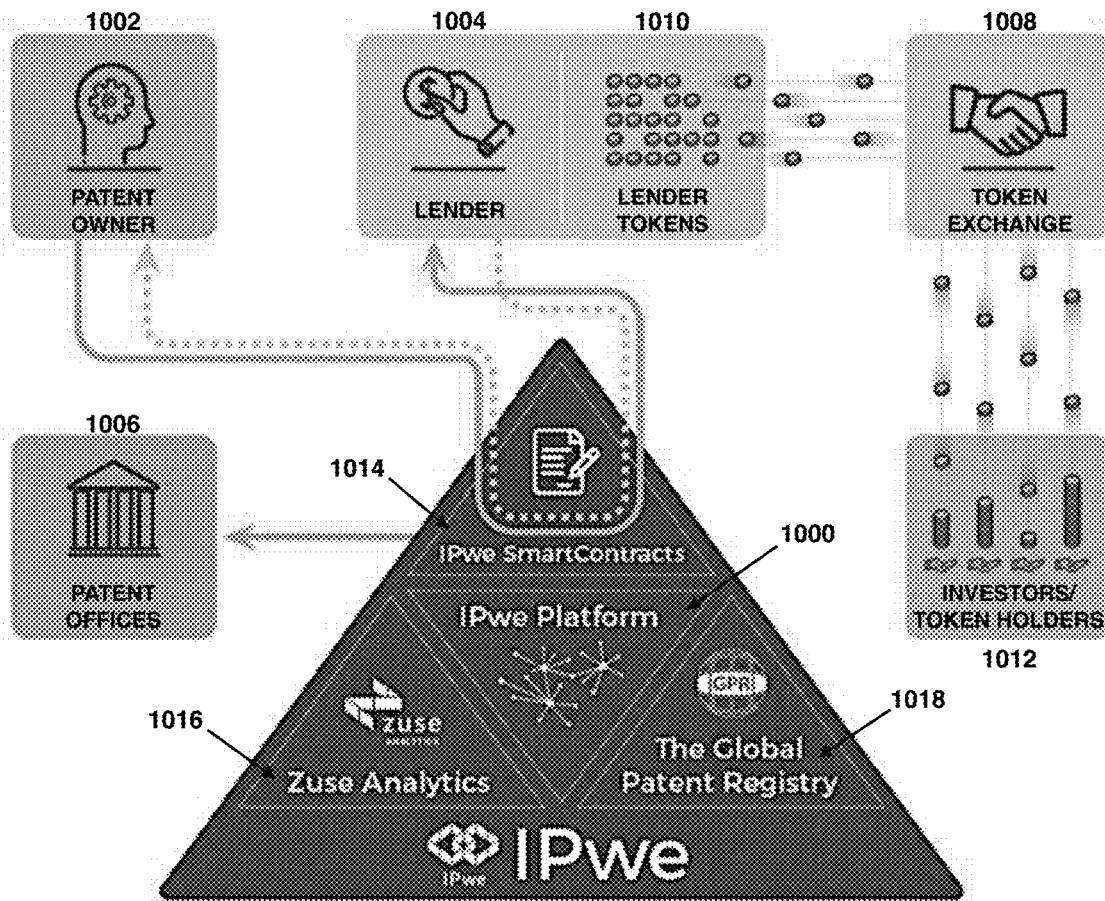 1002
1004
1010
1008
PATENT
OWNER
LENDER
LENDER
TOKENS
TOKEN
EXCHANGE
1006
PATENT
OFFICES
1014
IPwe SmartContracts
1000
IPwe Platform
INVESTORS/
TOKEN HOLDERS
1012
1016
zuse
ANALYTICS
Zuse Analytics
GPR
1018
The Global
Patent Registry
IPwe
IPwe